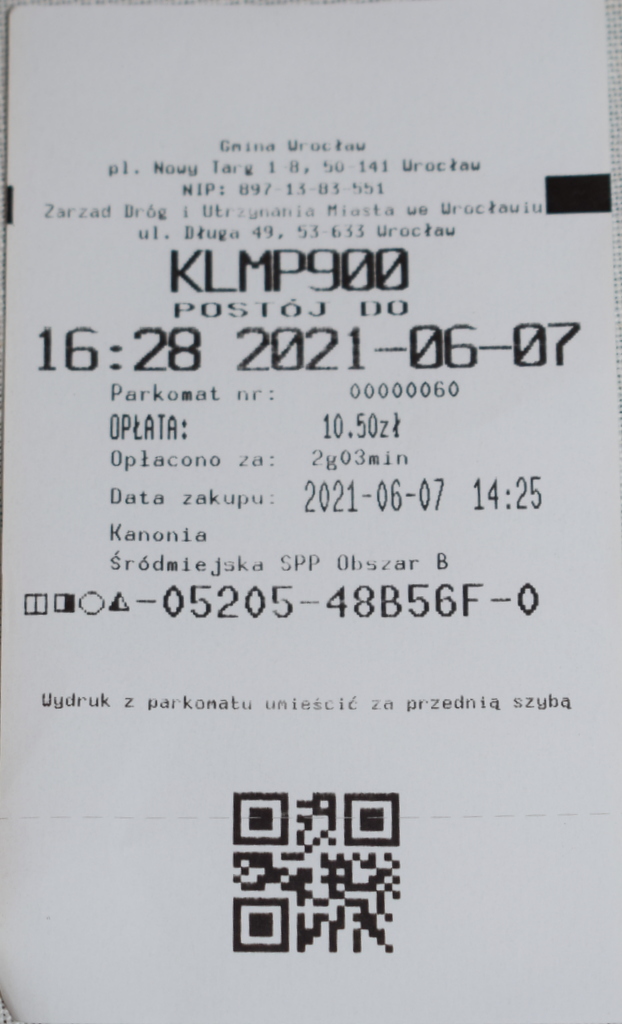 Gmina Wrocław
pl. Nowy Targ 1-8, 50-141 Wrocław
NIP: 897-13-83-551
Zarzad Dróg i Utrzymania Miasta we Wrocławiu
ul. Długa 49, 53-633 Wrocław
KLMP900
POSTÓJ DO
16:28 2021-06-07
Parkomat nr: 00000060
OPŁATA: 10.50zł
Opłacono za: 2g03min
Data zakupu: 2021-06-07 14:25
Kanonia
Śródmiejska SPP Obszar B
-05205-48B56F-0
Wydruk z parkomatu umieścić za przednią szybą